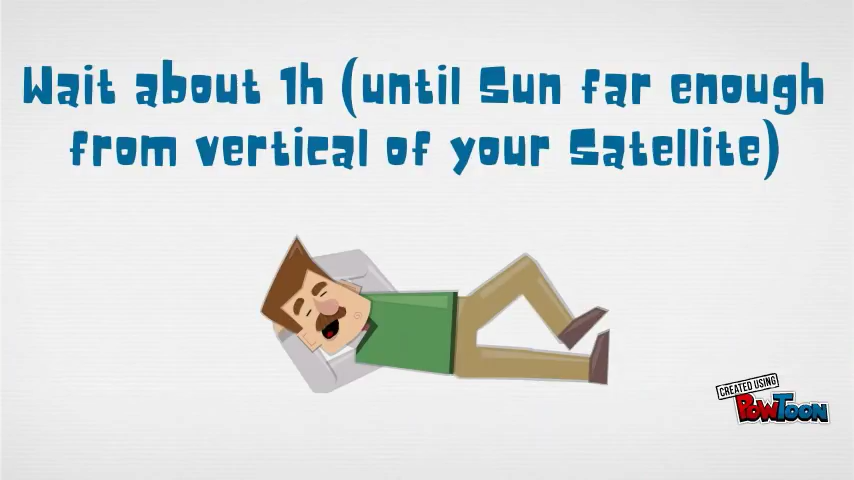 Wait about 1h (until Sun far enough
from vertical of your Satellite)
CREATED USING
POWTOON